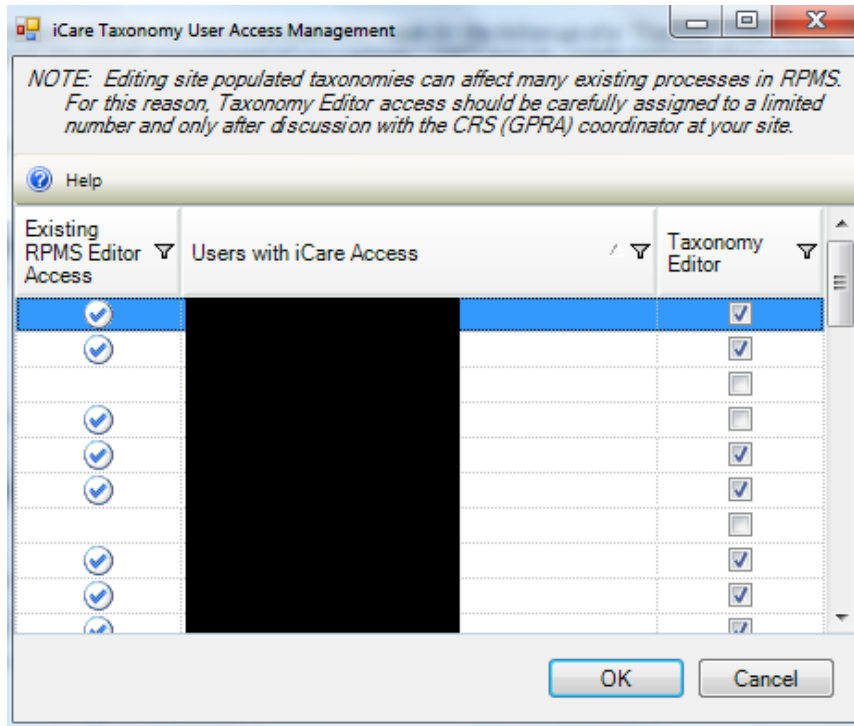 iCare Taxonomy User Access Management
NOTE: Editing site populated taxonomies can affect many existing processes in RPMS.
For this reason, Taxonomy Editor access should be carefully assigned to a limited
number and only after discussion with the CRS (GPRA) coordinator at your site.
Help
Existing
RPMS Editor
Access
Users with iCare Access
Taxonomy
Editor
OK
Cancel